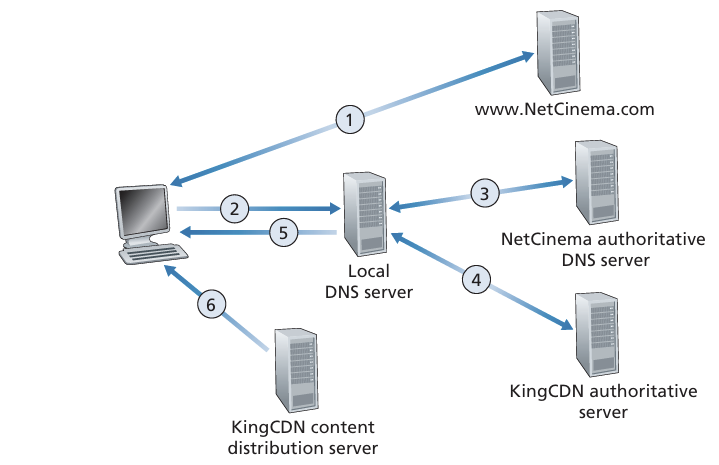 www.NetCinema.com
1
2
3
NetCinema authoritative
DNS server
5
Local
DNS server
4
6
KingCDN authoritative
server
KingCDN content
distribution server